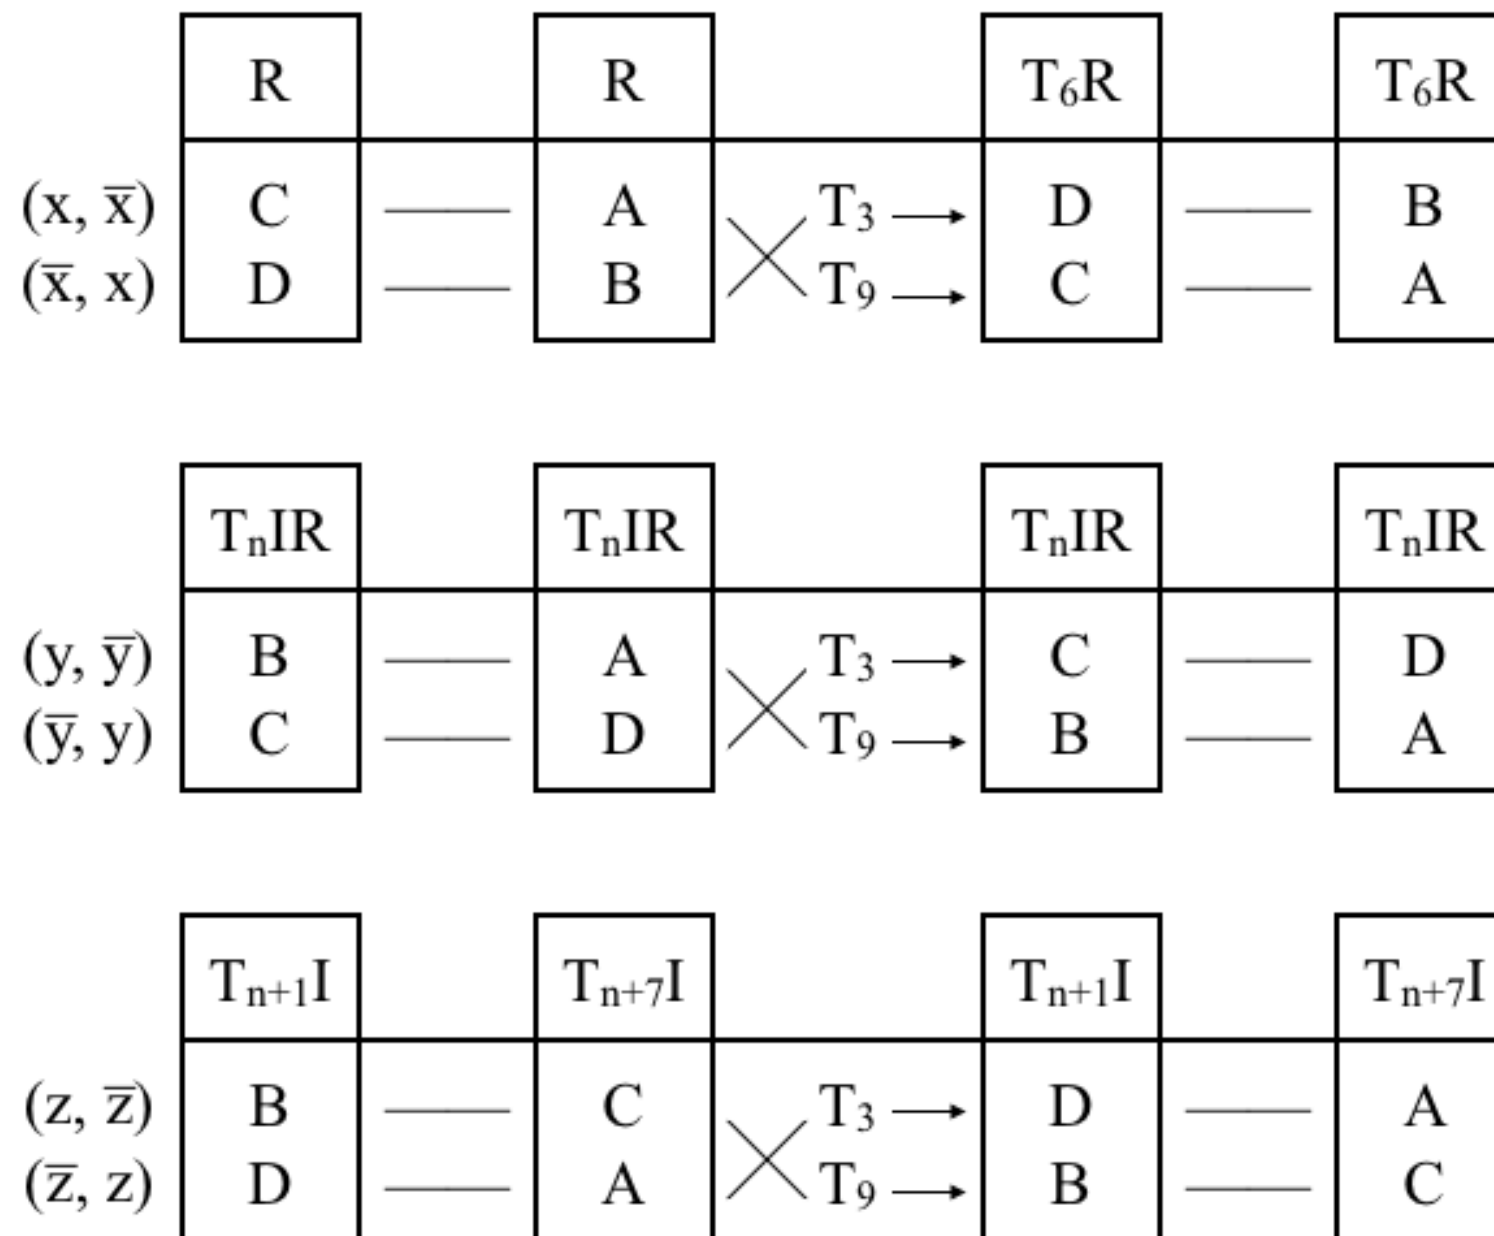 R R T₆R T₆R
(x, x̅) C A T₃ D B
(x̅, x) D B T₉ C A
TₙIR TₙIR TₙIR TₙIR
(y, y̅) B A T₃ C D
(y̅, y) C D T₉ B A
Tₙ₊₁I Tₙ₊₇I Tₙ₊₁I Tₙ₊₇I
(z, z̅) B C T₃ D A
(z̅, z) D A T₉ B C